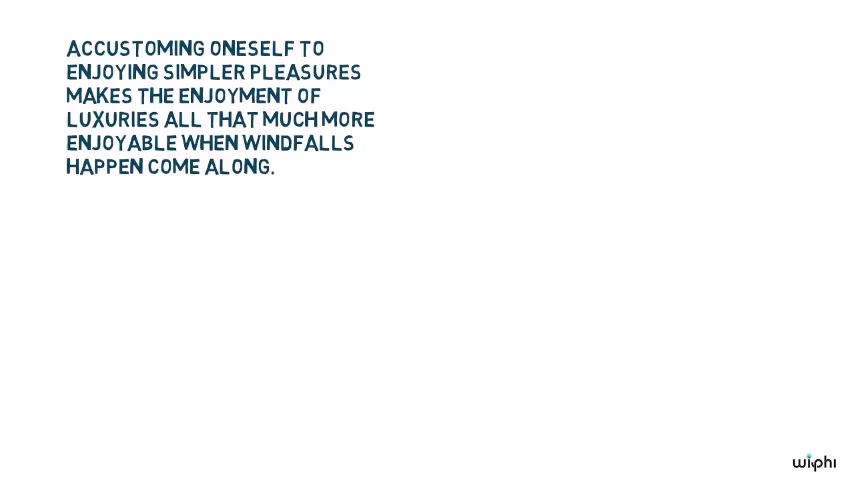 ACCUSTOMING ONESELF TO
ENJOYING SIMPLER PLEASURES
MAKES THE ENJOYMENT OF
LUXURIES ALL THAT MUCH MORE
ENJOYABLE WHEN WINDFALLS
HAPPEN COME ALONG.
wiphi